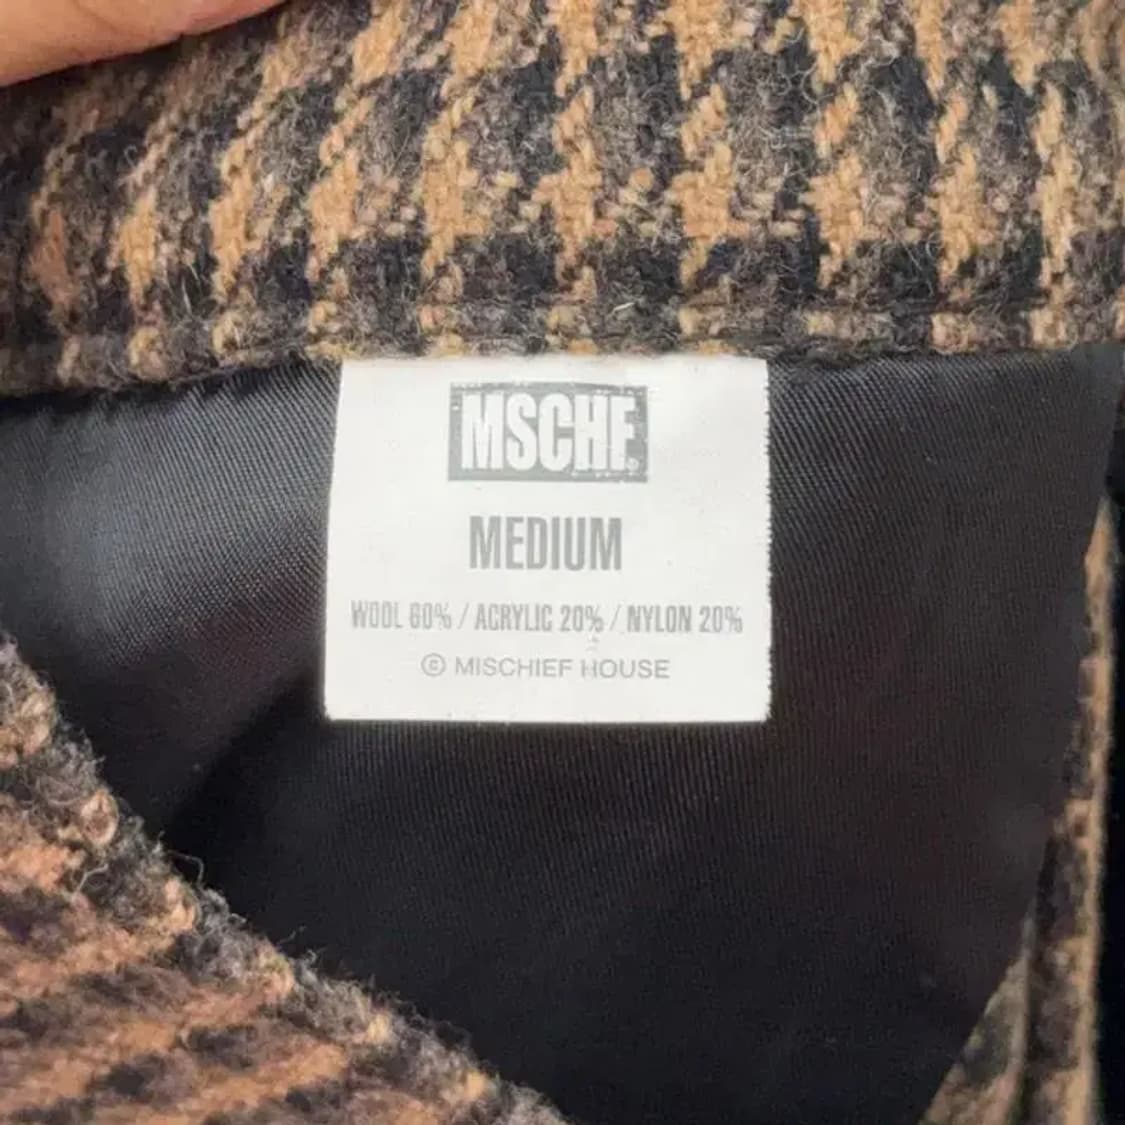 MSCHF
MEDIUM
WOOL 60% / ACRYLIC 20% / NYLON 20%
© MISCHIEF HOUSE